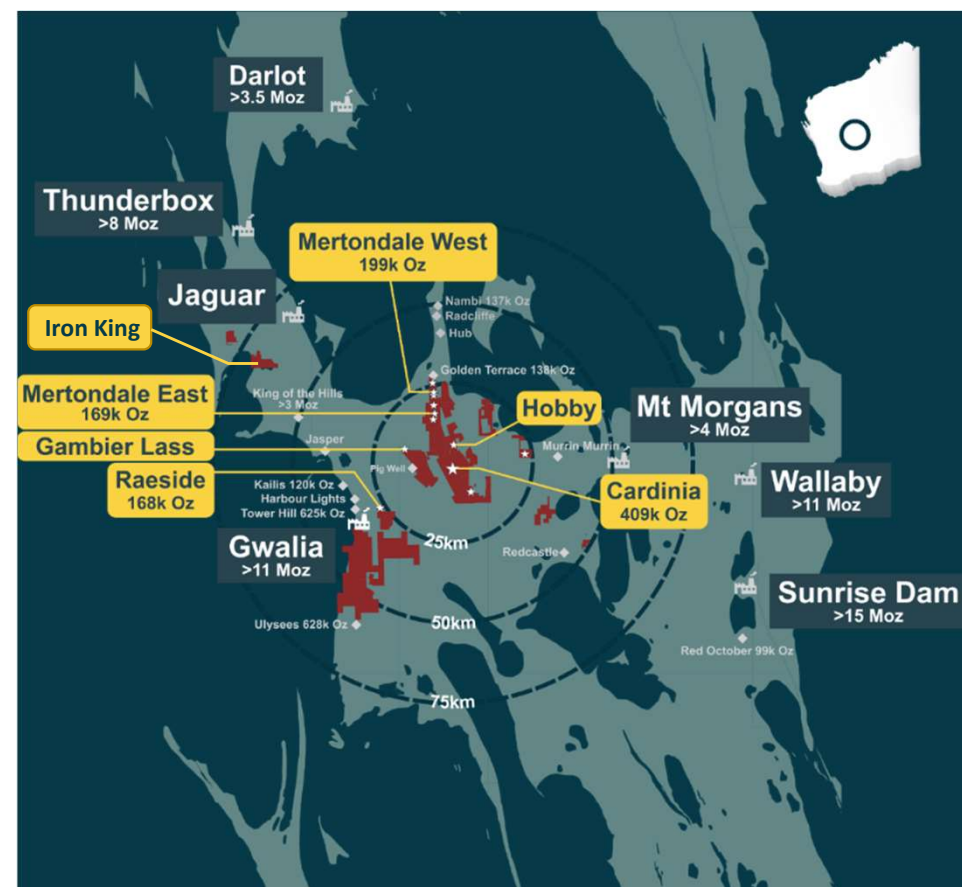 Darlot
>3.5 Moz
Thunderbox
>8 Moz
Mertondale West
199k Oz
Jaguar
Nambi 137k Oz
Radcliffe
Hub
Iron King
Golden Terrace 138k Oz
Mertondale East
169k Oz
King of the Hills
>3 Moz
Hobby
Mt Morgans
>4 Moz
Gambier Lass
Jasper
Murrin Murrin
Pig Well
Raeside
168k Oz
Kailis 120k Oz
Harbour Lights
Tower Hill 625k Oz
Cardinia
409k Oz
Wallaby
>11 Moz
Gwalia
>11 Moz
25km
Redcastle
Sunrise Dam
>15 Moz
Ulysees 628k Oz
50km
Red October 99k Oz
75km